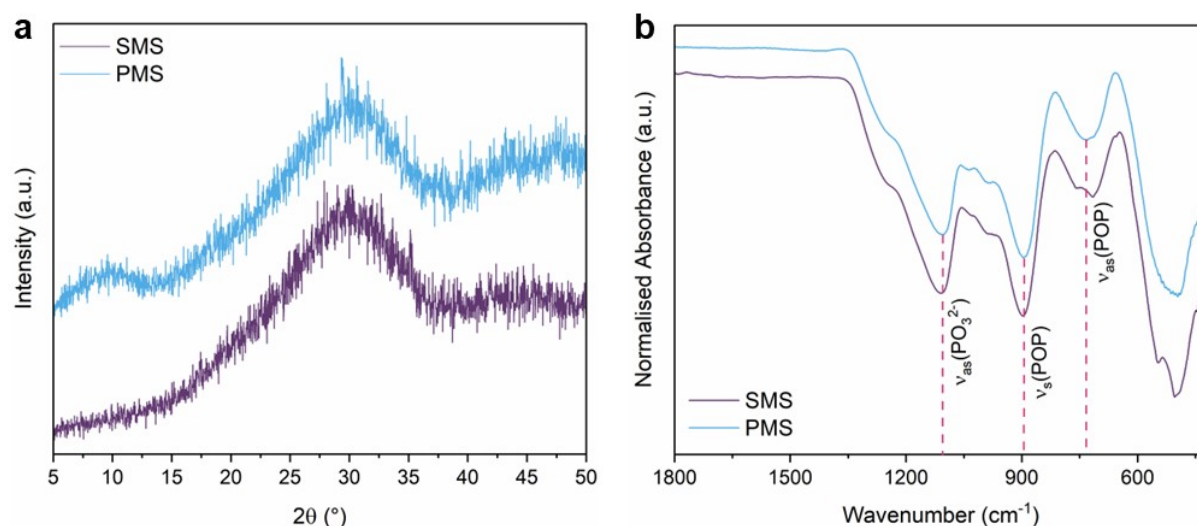 a
SMS
PMS
Intensity (a.u.)
5 10 15 20 25 30 35 40 45 50
2θ (°)
b
Normalised Absorbance (a.u.)
νas(PO₃²⁻)
νs(POP)
νas(POP)
SMS
PMS
1800 1500 1200 900 600
Wavenumber (cm⁻¹)